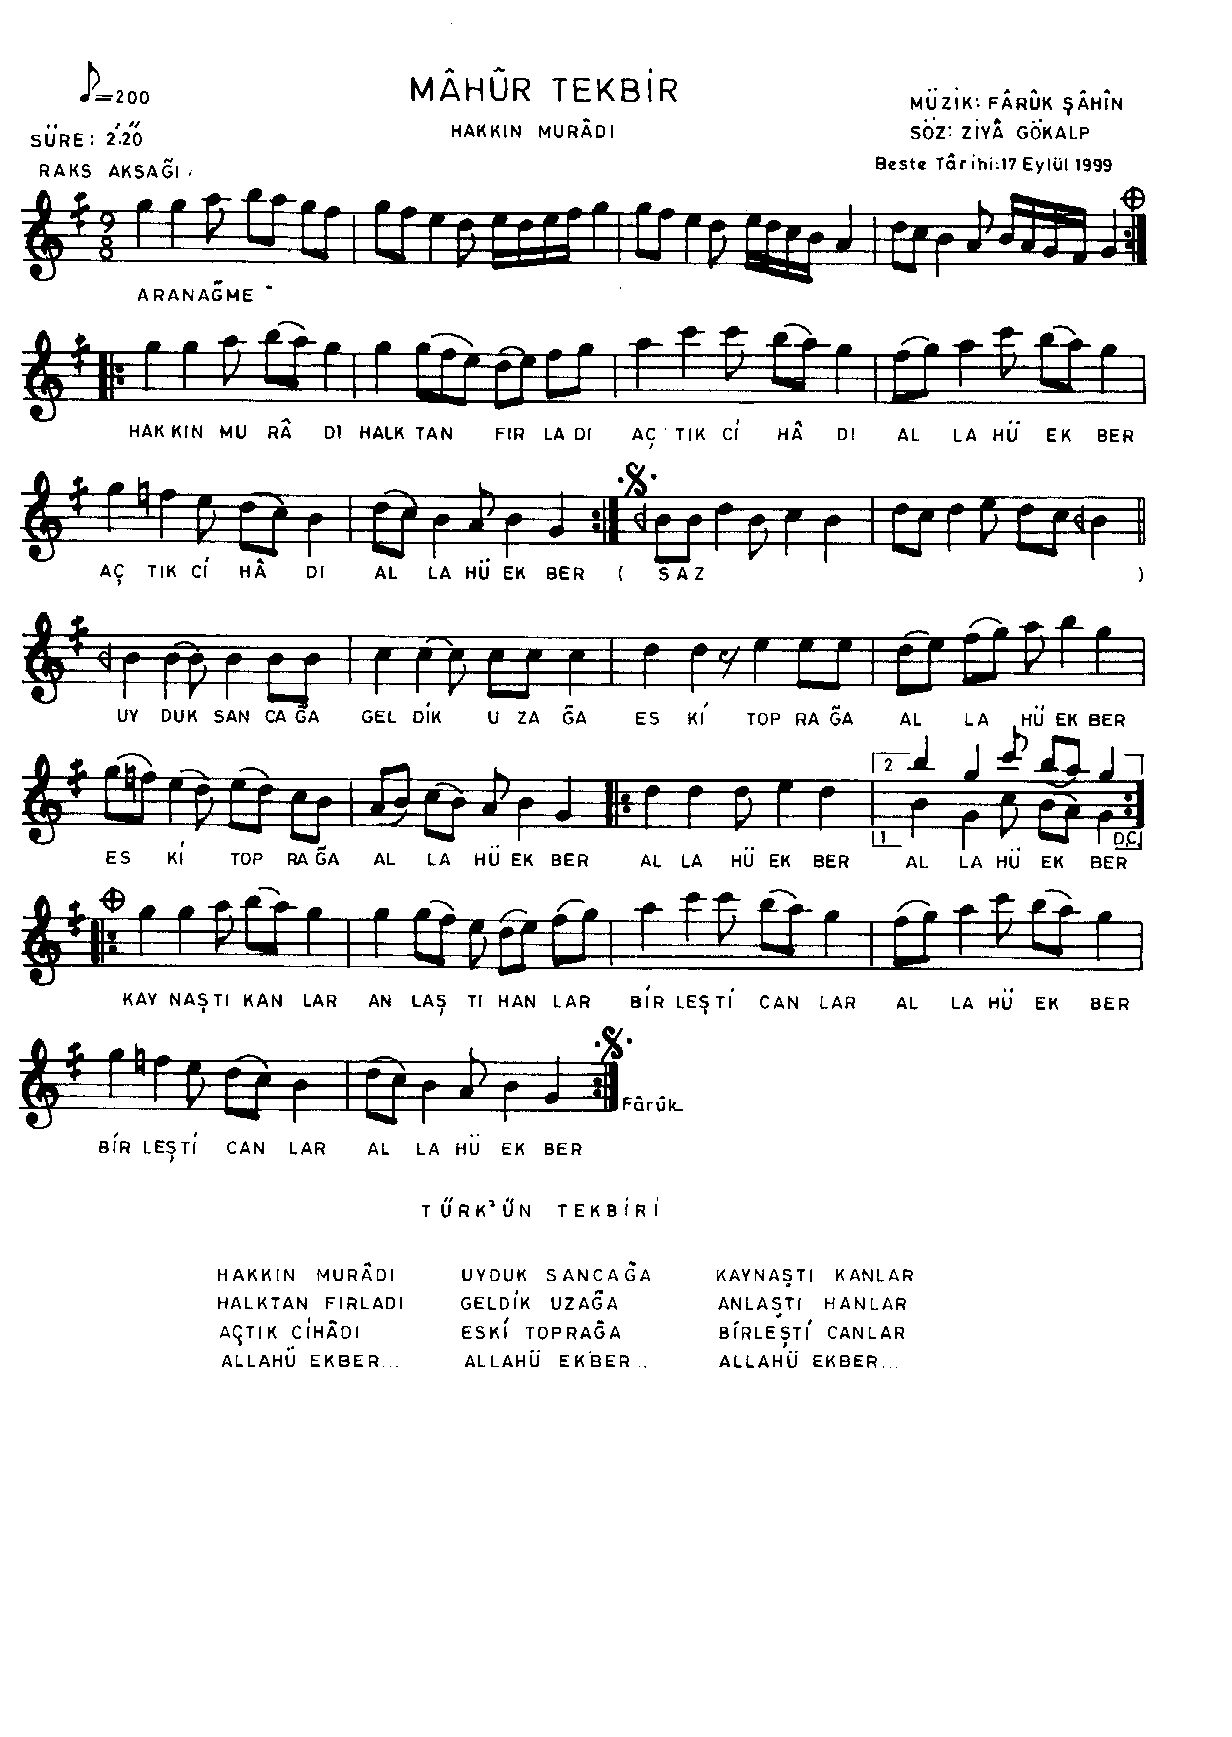 ♪=200
MÂHÛR TEKBİR
MÜZİK: FÂRÛK ŞÂHÎN
SÜRE: 2'.20''
HAKKIN MURÂDI
SÖZ: ZİYÂ GÖKALP
RAKS AKSAĞI
Beste Târihi:17 Eylül 1999
9
8
ARANAĞME
HAK KIN MU RÂ DI HALK TAN FIR LA DI AÇ TIK Cİ HÂ DI AL LA HÜ EK BER
AÇ TIK Cİ HÂ DI AL LA HÜ EK BER ( SAZ )
UY DUK SAN CA ĞA GEL DİK U ZA ĞA ES Kİ TOP RA ĞA AL LA HÜ EK BER
2
1 D.C.
ES Kİ TOP RA ĞA AL LA HÜ EK BER AL LA HÜ EK BER AL LA HÜ EK BER
KAY NAŞ TI KAN LAR AN LAŞ TI HAN LAR BİR LEŞ Tİ CAN LAR AL LA HÜ EK BER
Fârûk
BİR LEŞ Tİ CAN LAR AL LA HÜ EK BER
TÜRK'ÜN TEKBİRİ
HAKKIN MURÂDI UYDUK SANCAĞA KAYNAŞTI KANLAR
HALKTAN FIRLADI GELDİK UZAĞA ANLAŞTI HANLAR
AÇTIK CİHÂDI ESKİ TOPRAĞA BİRLEŞTİ CANLAR
ALLAHÜ EKBER... ALLAHÜ EKBER.. ALLAHÜ EKBER...